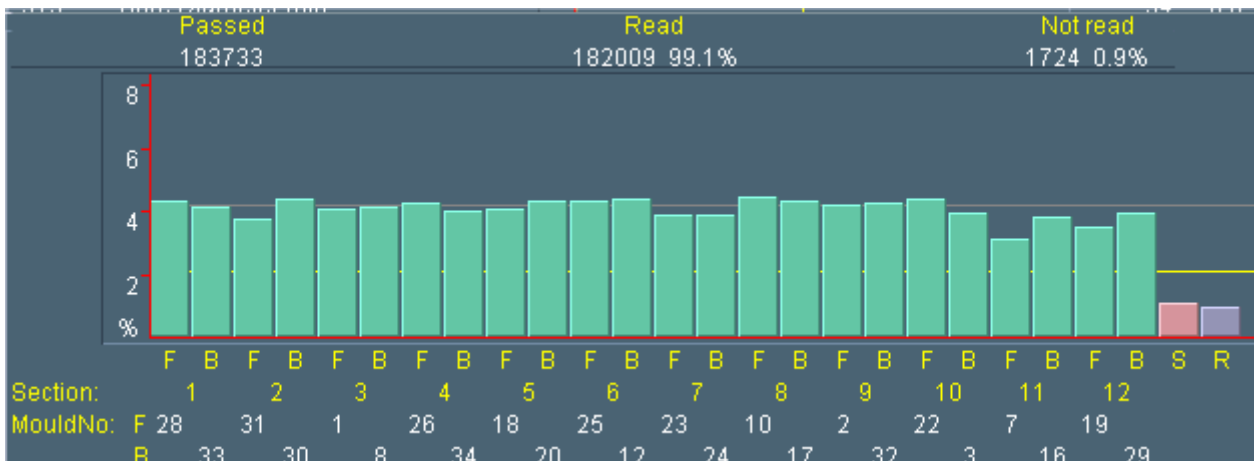 Passed Read Not read
183733 182009 99.1% 1724 0.9%
8
6
4
2
%
F B F B F B F B F B F B F B F B F B F B F B F B S R
Section: 1 2 3 4 5 6 7 8 9 10 11 12
MouldNo: F 28 31 1 26 18 25 23 10 2 22 7 19
B 33 30 8 34 20 12 24 17 32 3 16 29